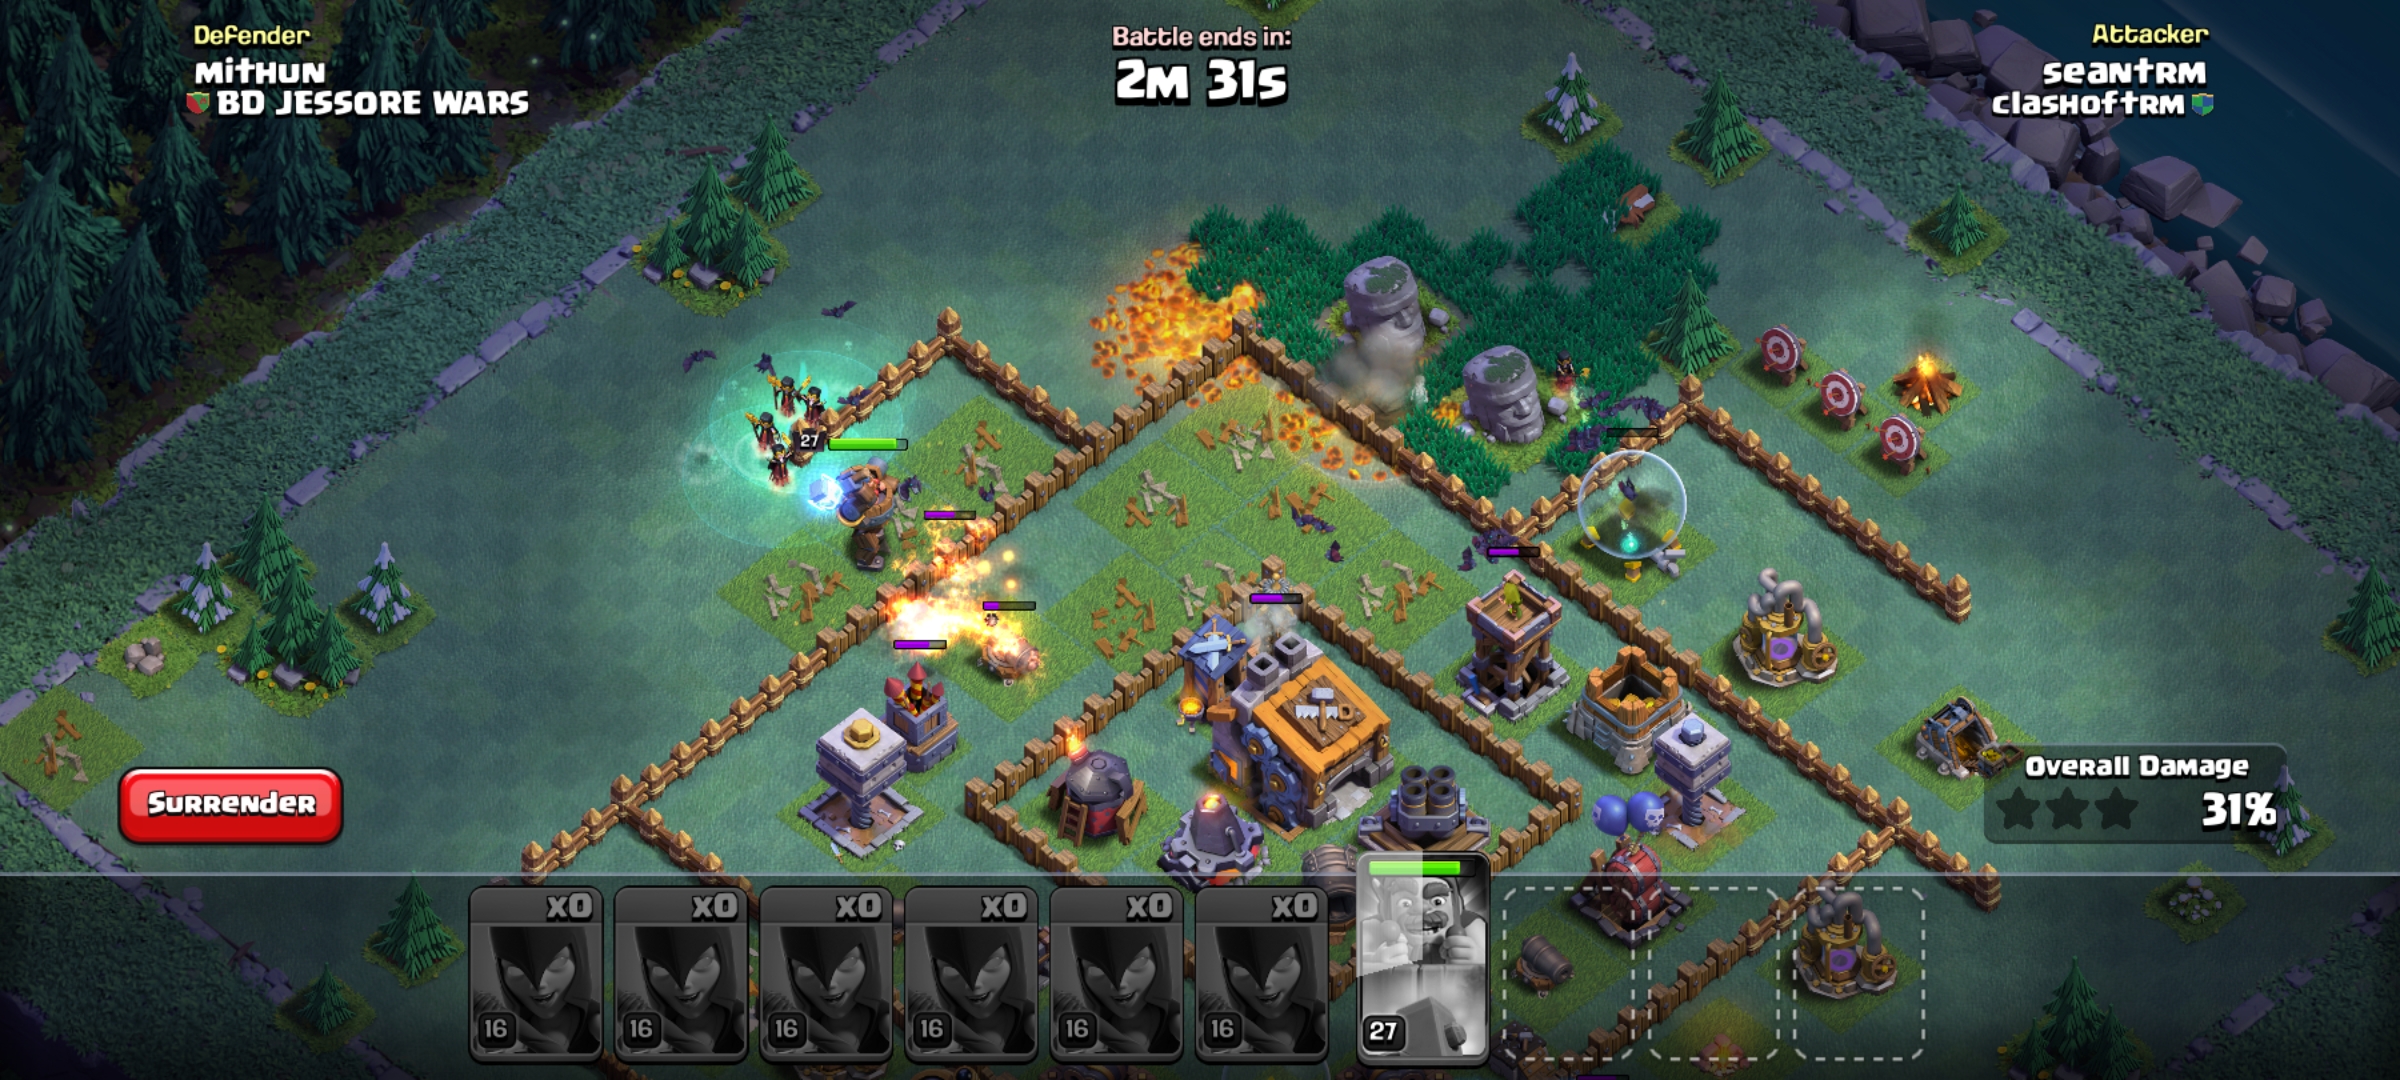 Defender
MiTHUN
BD JESSORE WARS
Battle ends in:
2M 31s
Attacker
seantRM
clashoftRM
27
Surrender
Overall Damage
31%
x0
x0
x0
x0
x0
x0
16
16
16
16
16
16
27